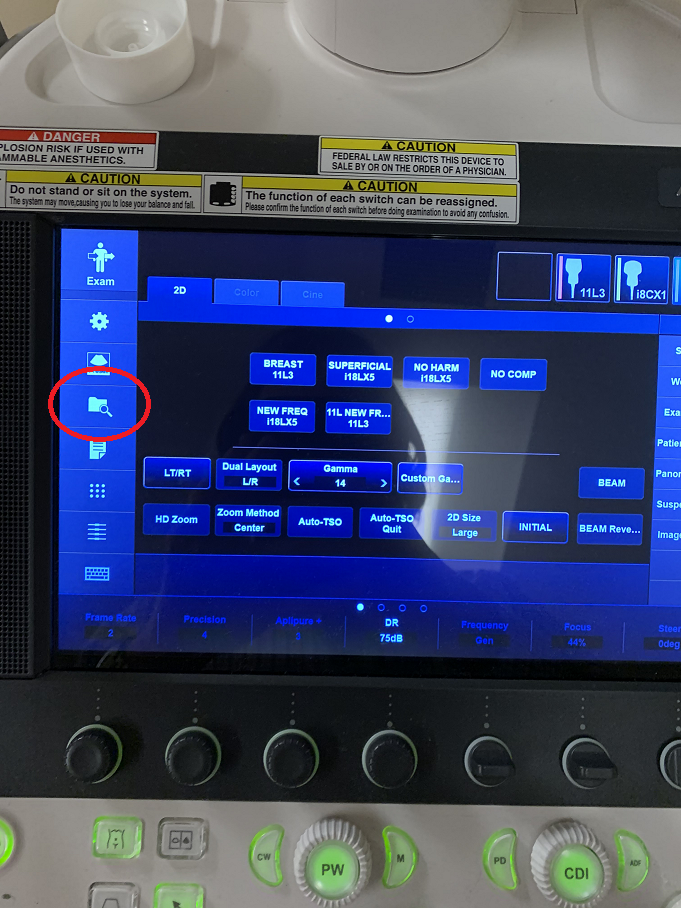 DANGER
PLOSION RISK IF USED WITH
AMMABLE ANESTHETICS.
CAUTION
FEDERAL LAW RESTRICTS THIS DEVICE TO
SALE BY OR ON THE ORDER OF A PHYSICIAN.
CAUTION
Do not stand or sit on the system.
The system may move,causing you to lose your balance and fall.
CAUTION
The function of each switch can be reassigned.
Please confirm the function of each switch before doing examination to avoid any confusion.
Exam
2D
Color
Cine
11L3
i8CX1
BREAST
11L3
SUPERFICIAL
i18LX5
NO HARM
i18LX5
NO COMP
NEW FREQ
i18LX5
11L NEW FR...
11L3
LT/RT
Dual Layout
L/R
Gamma
< 14 >
Custom Ga...
BEAM
HD Zoom
Zoom Method
Center
Auto-TSO
Auto-TSO
Quit
2D Size
Large
INITIAL
BEAM Reve...
S
Wo
Exa
Patie
Panor
Susp
Imag
Frame Rate
2
Precision
4
Aplipure +
2
DR
75dB
Frequency
Gen
Focus
44%
Steer
0deg
CW
PW
M
PD
CDI
ADF